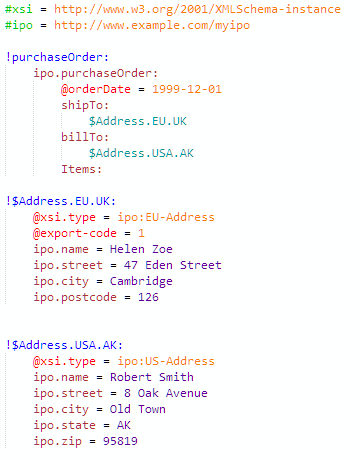 #xsi = http://www.w3.org/2001/XMLSchema-instance
#ipo = http://www.example.com/myipo
!purchaseOrder:
ipo.purchaseOrder:
@orderDate = 1999-12-01
shipTo:
$Address.EU.UK
billTo:
$Address.USA.AK
Items:
!$Address.EU.UK:
@xsi.type = ipo:EU-Address
@export-code = 1
ipo.name = Helen Zoe
ipo.street = 47 Eden Street
ipo.city = Cambridge
ipo.postcode = 126
!$Address.USA.AK:
@xsi.type = ipo:US-Address
ipo.name = Robert Smith
ipo.street = 8 Oak Avenue
ipo.city = Old Town
ipo.state = AK
ipo.zip = 95819